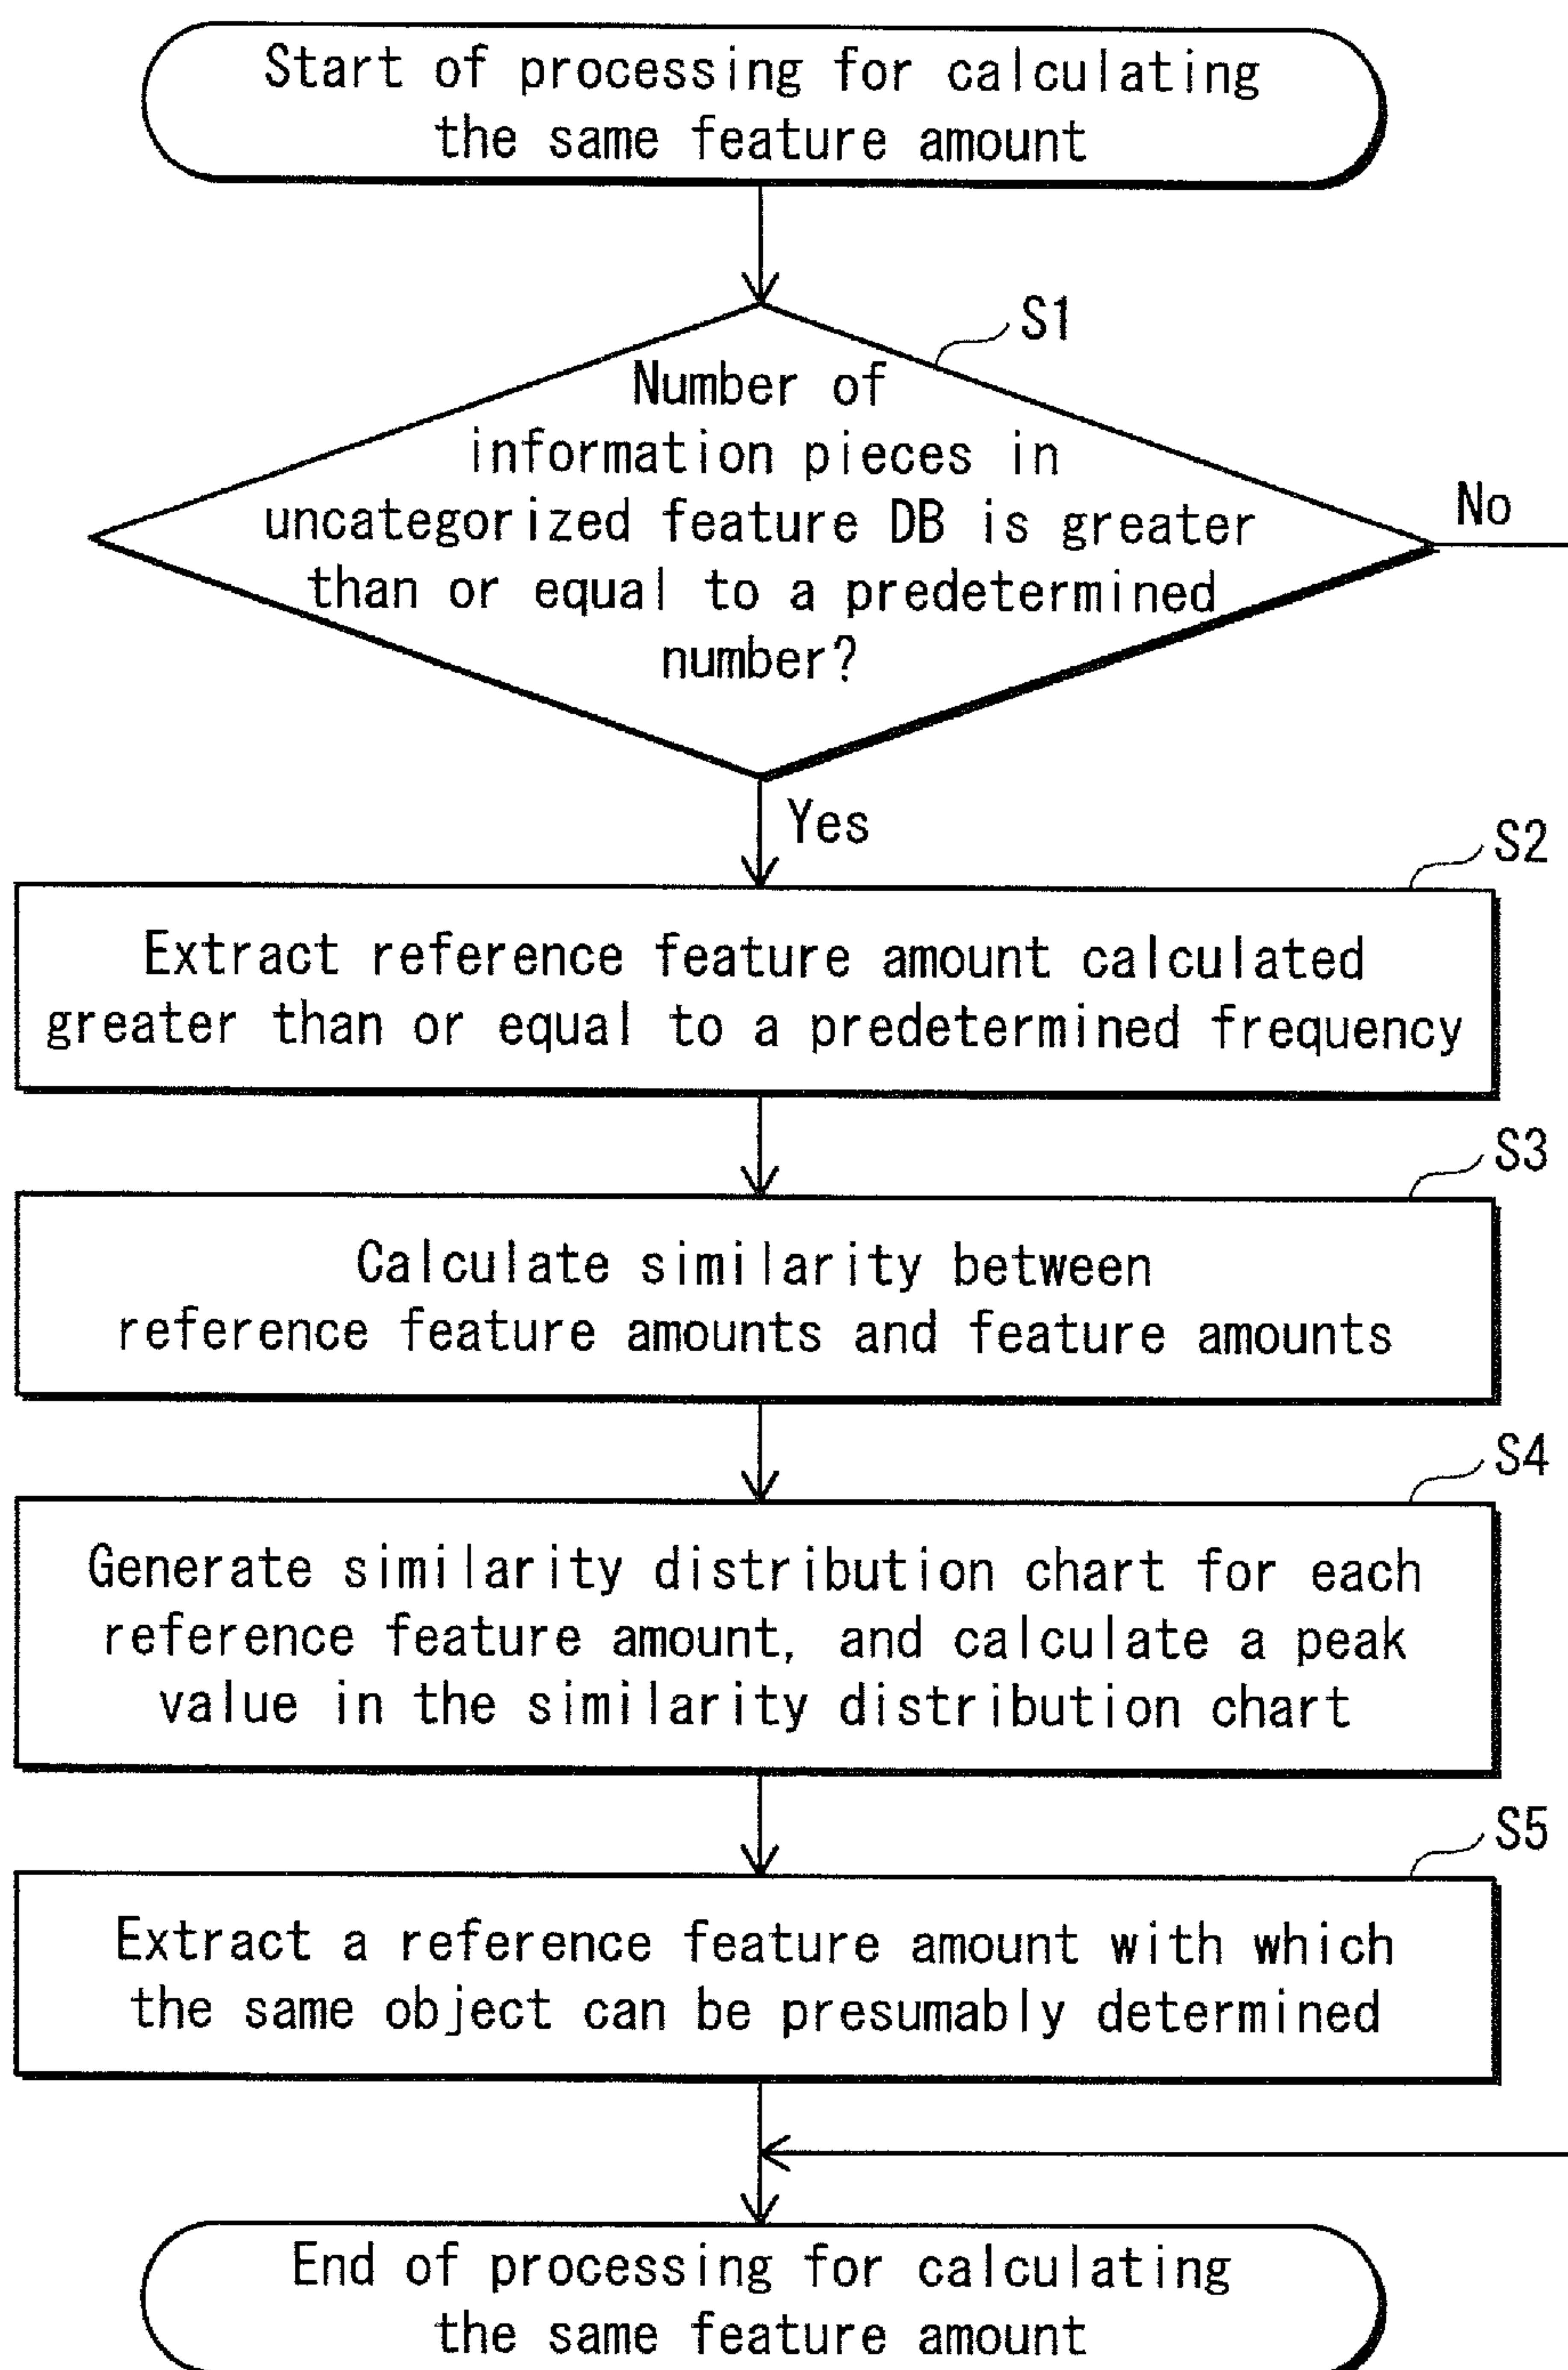 Start of processing for calculating
the same feature amount
S1
Number of
information pieces in
uncategorized feature DB is greater
than or equal to a predetermined
number?
No
Yes
S2
Extract reference feature amount calculated
greater than or equal to a predetermined frequency
S3
Calculate similarity between
reference feature amounts and feature amounts
S4
Generate similarity distribution chart for each
reference feature amount, and calculate a peak
value in the similarity distribution chart
S5
Extract a reference feature amount with which
the same object can be presumably determined
End of processing for calculating
the same feature amount